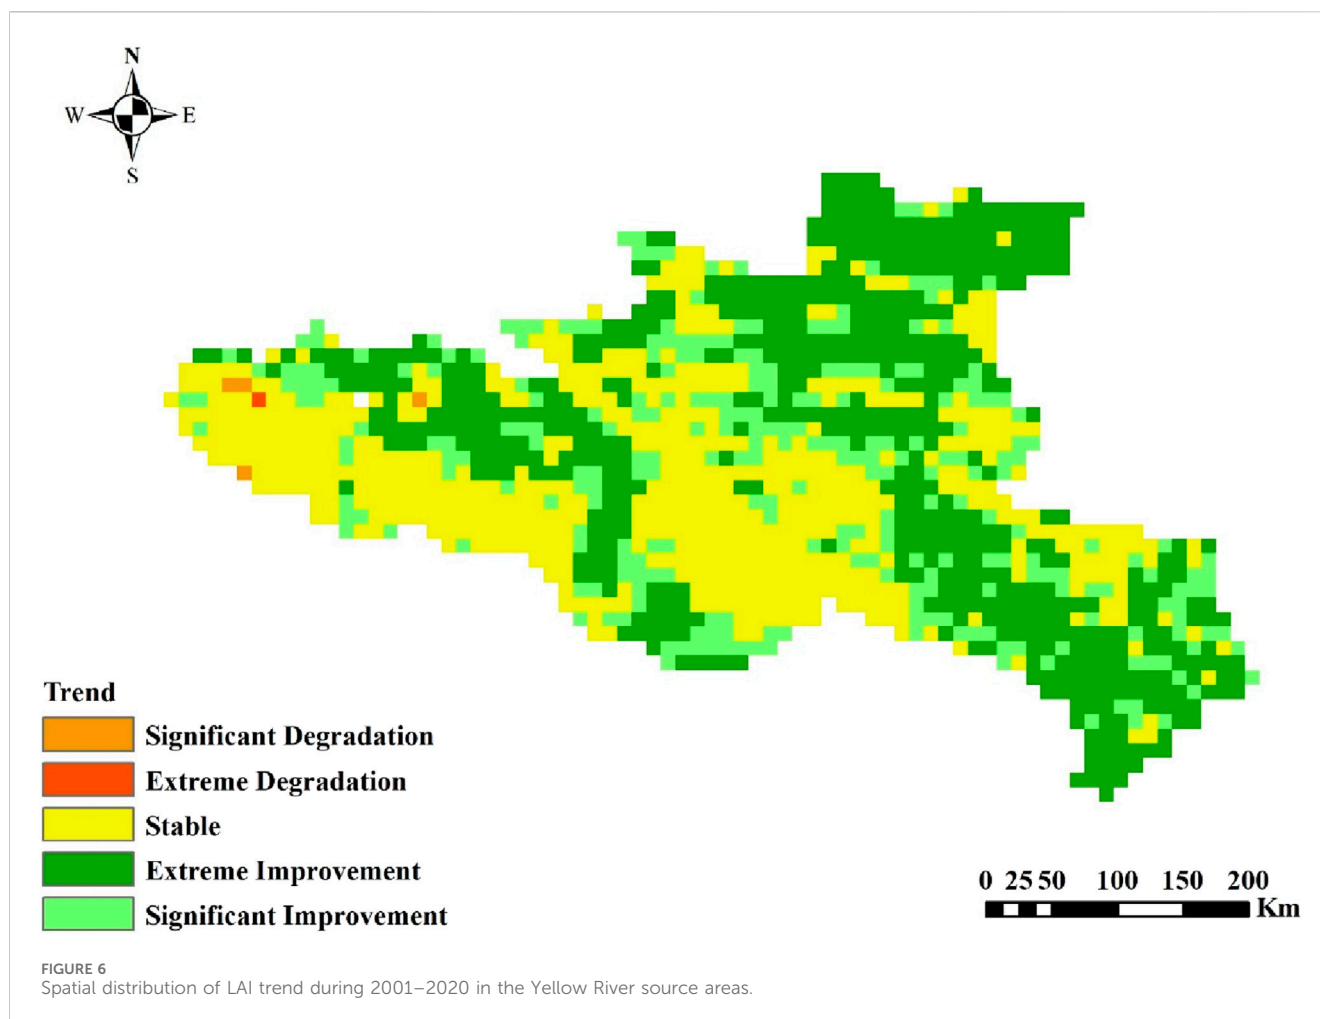 N
W E
S
Trend
Significant Degradation
Extreme Degradation
Stable
Extreme Improvement
Significant Improvement
0 25 50 100 150 200
Km
FIGURE 6
Spatial distribution of LAI trend during 2001–2020 in the Yellow River source areas.